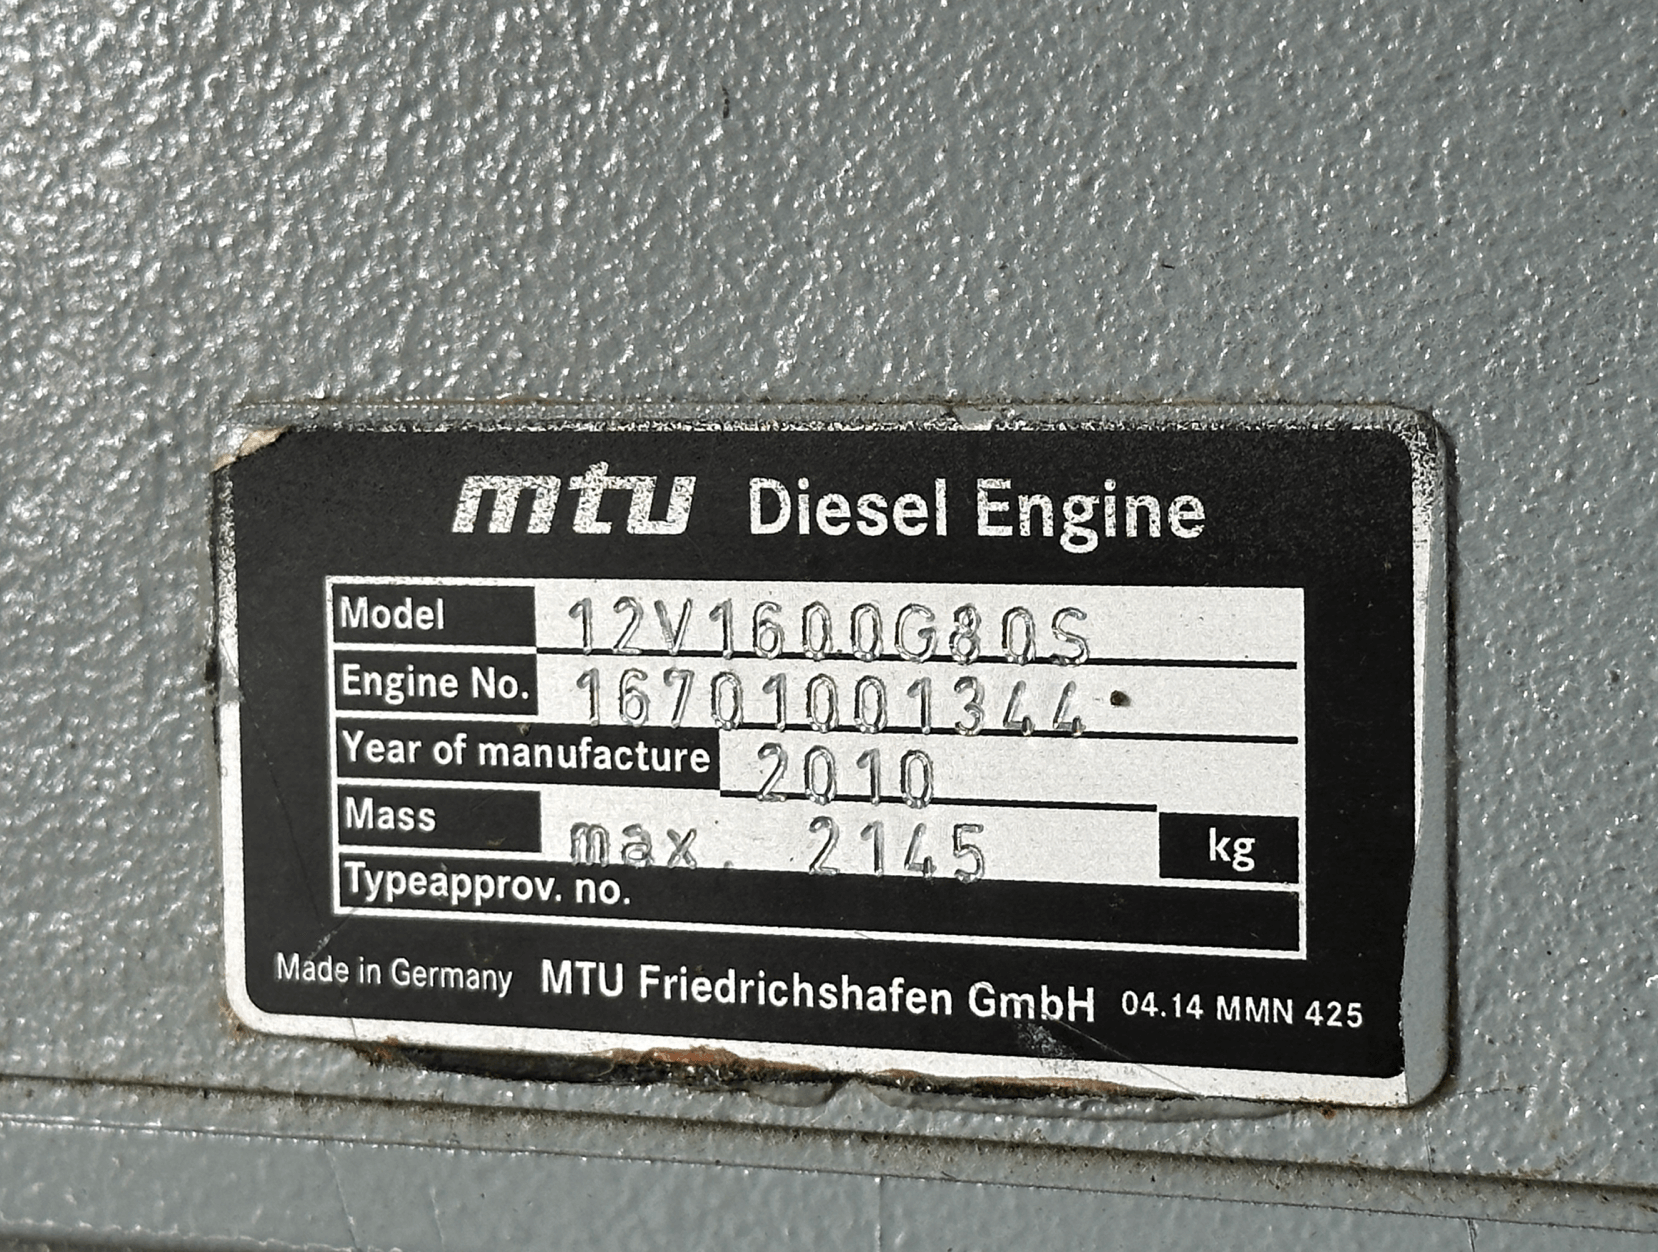 mtu Diesel Engine
Model 12V1600G80S
Engine No. 16701001344
Year of manufacture 2010
Mass max. 2145 kg
Typeapprov. no.
Made in Germany MTU Friedrichshafen GmbH 04.14 MMN 425